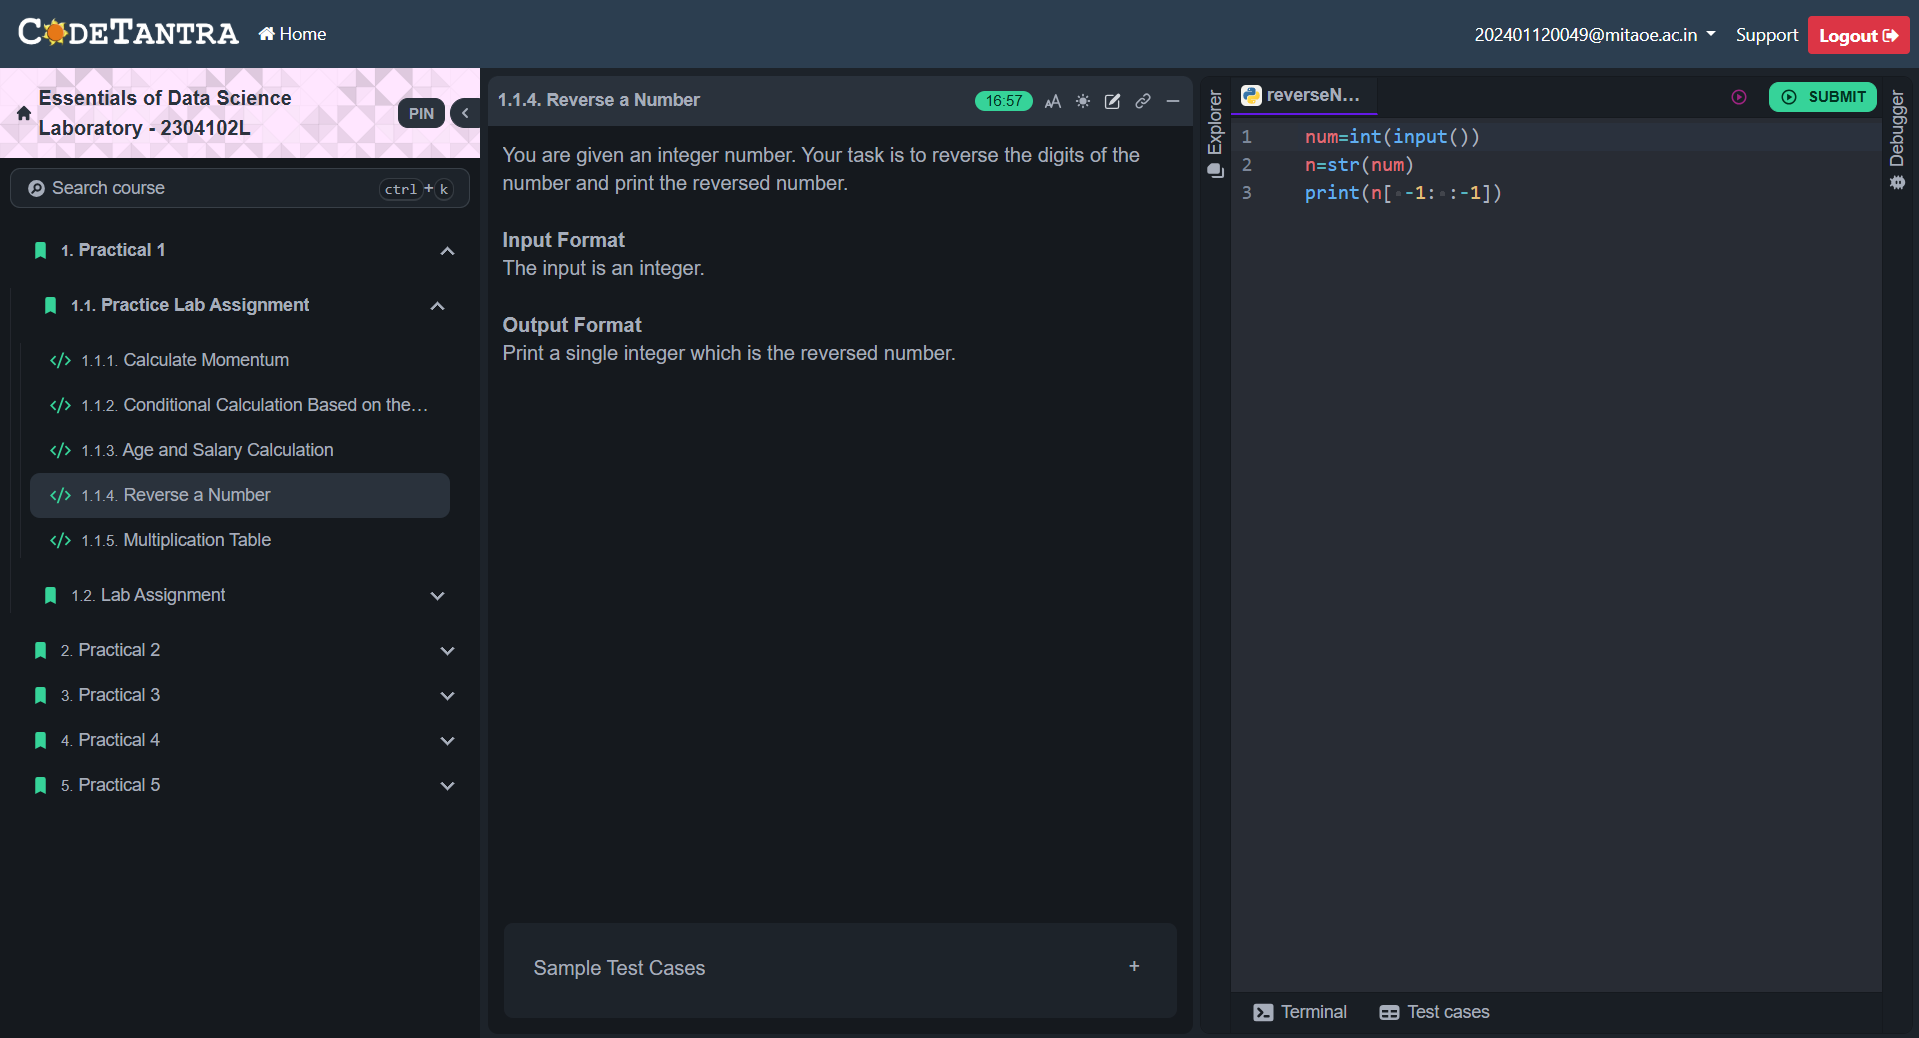 CODETANTRA Home
202401120049@mitaoe.ac.in Support Logout
Essentials of Data Science
Laboratory - 2304102L
PIN
Search course ctrl + k
1. Practical 1
1.1. Practice Lab Assignment
</> 1.1.1. Calculate Momentum
</> 1.1.2. Conditional Calculation Based on the...
</> 1.1.3. Age and Salary Calculation
</> 1.1.4. Reverse a Number
</> 1.1.5. Multiplication Table
1.2. Lab Assignment
2. Practical 2
3. Practical 3
4. Practical 4
5. Practical 5
1.1.4. Reverse a Number 16:57 AA
You are given an integer number. Your task is to reverse the digits of the
number and print the reversed number.
Input Format
The input is an integer.
Output Format
Print a single integer which is the reversed number.
Sample Test Cases +
Explorer
reverseN... SUBMIT
1 num=int(input())
2 n=str(num)
3 print(n[ -1: :-1])
Debugger
Terminal Test cases